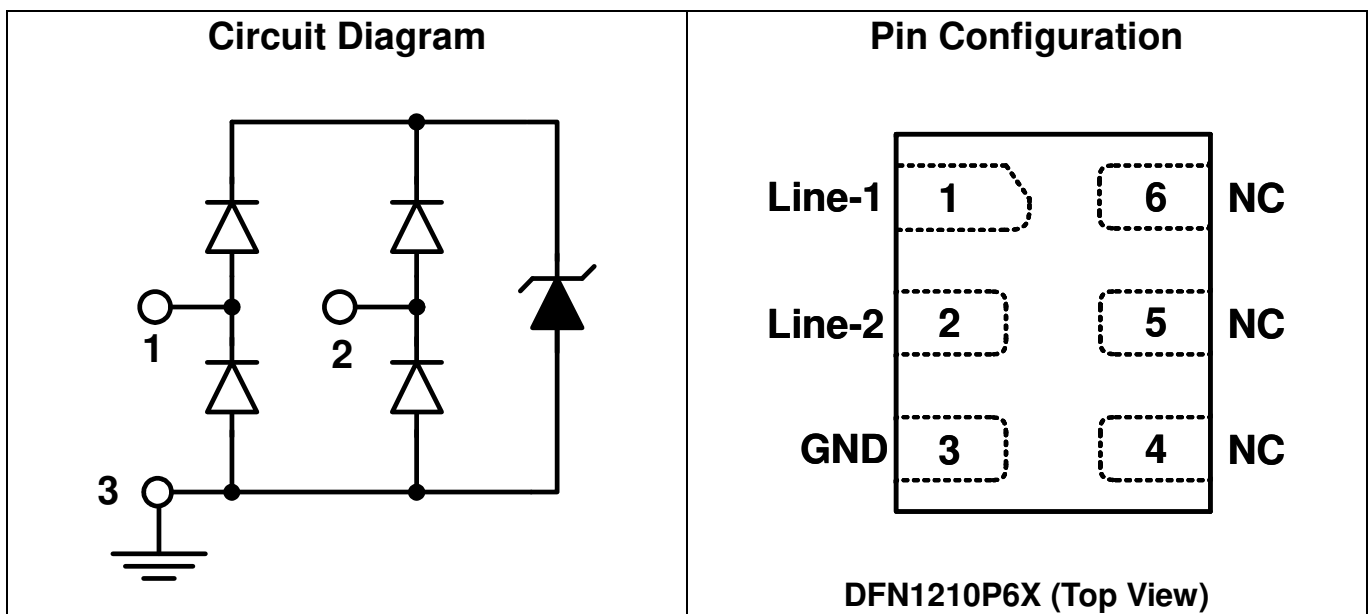 Circuit Diagram
1
2
3
Pin Configuration
Line-1 1 6 NC
Line-2 2 5 NC
GND 3 4 NC
DFN1210P6X (Top View)